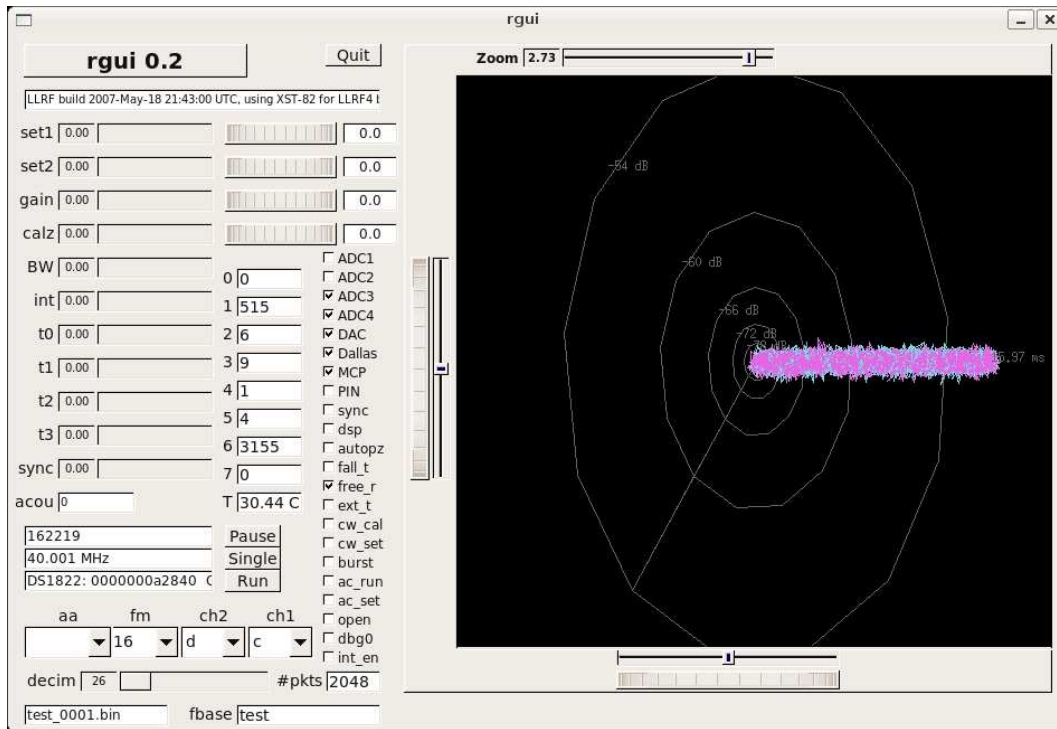 rgui
rgui 0.2
Quit
Zoom 2.73
LLRF build 2007-May-18 21:43:00 UTC, using XST-82 for LLRF4
set1 0.00 0.0
set2 0.00 0.0
gain 0.00 0.0
calz 0.00 0.0
BW 0.00
int 0.00
t0 0.00
t1 0.00
t2 0.00
t3 0.00
sync 0.00
acou 0
0 0
1 515
2 6
3 9
4 1
5 4
6 3155
7 0
T 30.44 C
ADC1
ADC2
ADC3
ADC4
DAC
Dallas
MCP
PIN
sync
dsp
autopz
fall_t
free_r
ext_t
cw_cal
cw_set
burst
ac_run
ac_set
open
dbg0
int_en
162219
Pause
40.001 MHz
Single
DS1822: 0000000a2840
Run
aa fm ch2 ch1
16 d c
decim 26
#pkts 2048
test_0001.bin
fbase test
-54 dB
-60 dB
-66 dB
-72 dB
ms